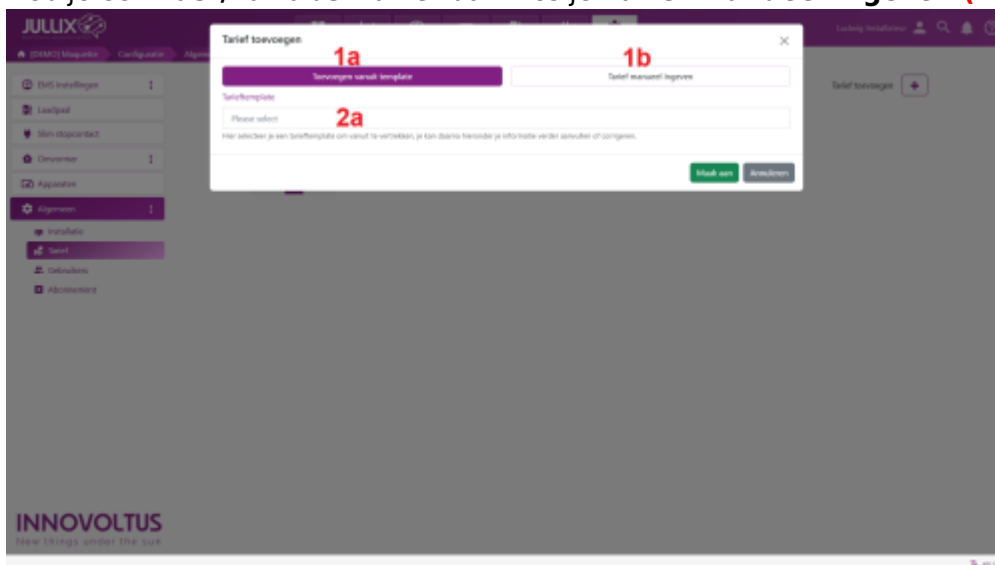 JULLIX
Tarief toevoegen
1a
1b
[DEMO] Maquette
Configuratie
Toevoegen vanuit template
Tarief manueel ingeven
Tarief toevoegen
EMS instellingen
Tarieftemplate
Laadpaal
Please select
2a
Hier selecteer je een tarieftemplate om vanuit te vertrekken, je kan daarna hieronder je informatie verder aanvullen of corrigeren.
Slim stopcontact
Omvormer
Maak aan
Annuleren
Apparaten
Algemeen
Installatie
Tarief
Gebruikers
Abonnement
INNOVOLTUS
New things under the sun